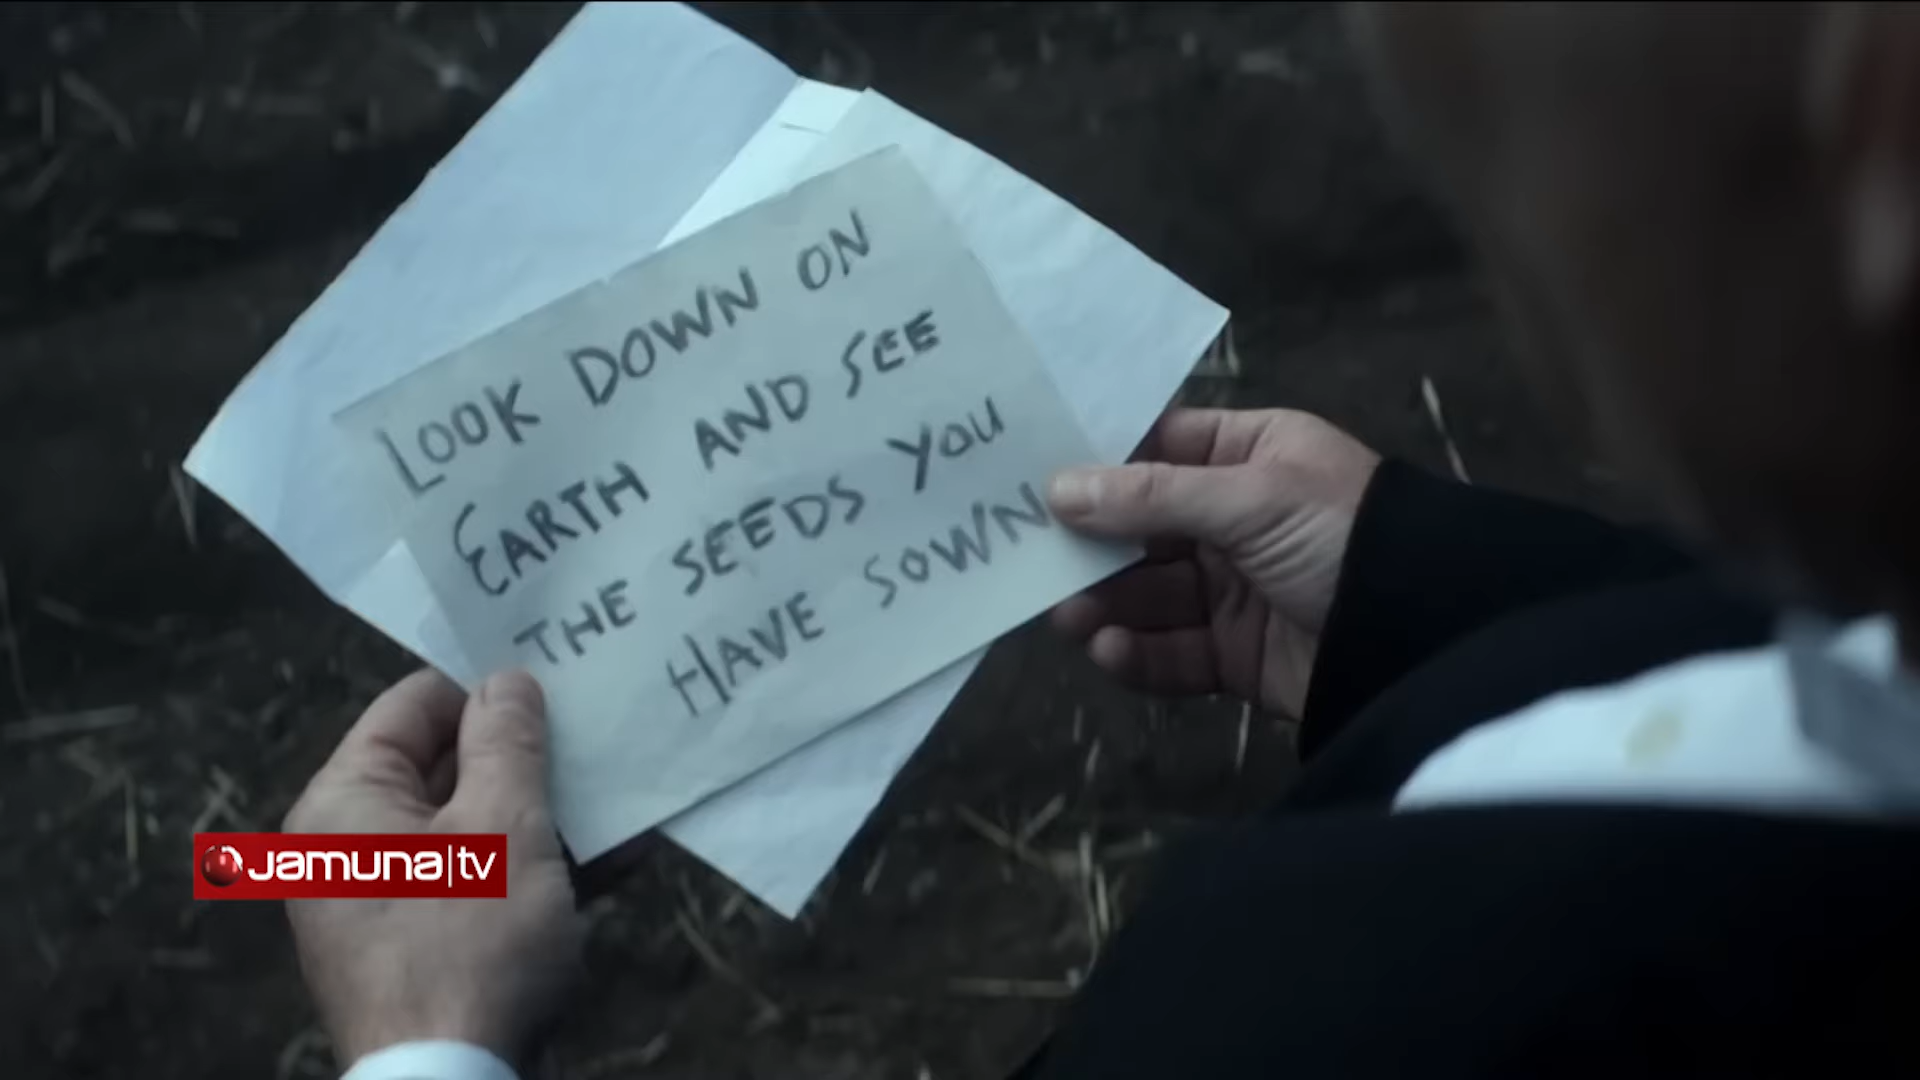 LOOK DOWN ON
EARTH AND SEE
THE SEEDS YOU
HAVE SOWN
Jamuna|tv